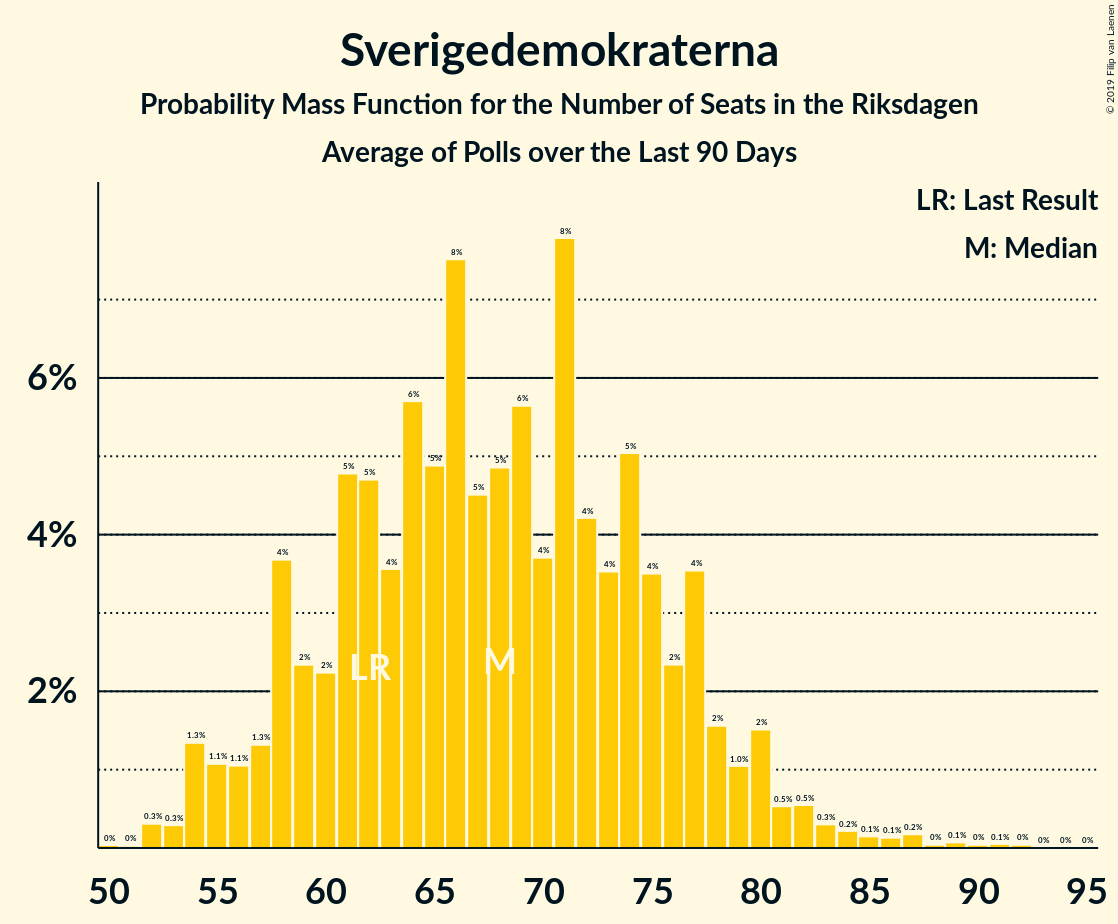 © 2019 Filip van Laenen
Sverigedemokraterna
Probability Mass Function for the Number of Seats in the Riksdagen
Average of Polls over the Last 90 Days
LR: Last Result
M: Median
6%
4%
2%
0% 0% 0.3% 0.3% 1.3% 1.1% 1.1% 1.3% 4% 2% 2% 5% 5% 4% 6% 5% 8% 5% 5% 6% 4% 8% 4% 4% 5% 4% 2% 4% 2% 1.0% 2% 0.5% 0.5% 0.3% 0.2% 0.1% 0.1% 0.2% 0% 0.1% 0% 0.1% 0% 0% 0% 0%
LR M
50 55 60 65 70 75 80 85 90 95